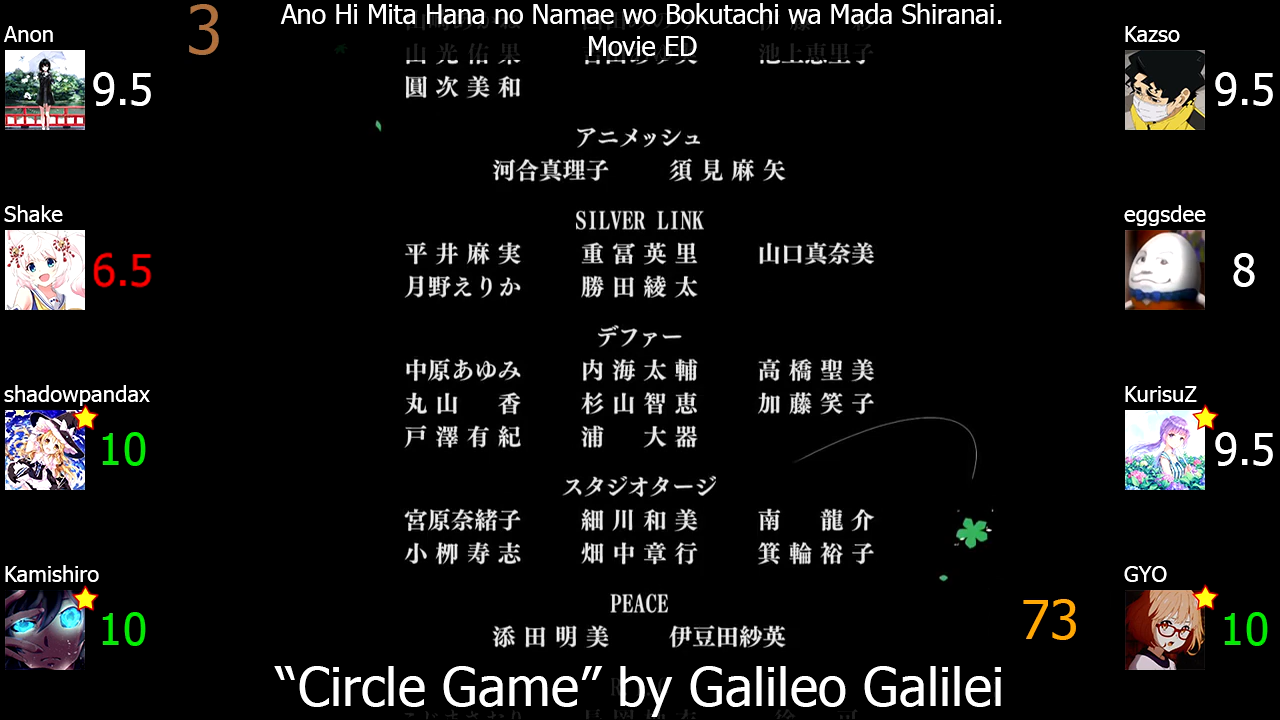 Ano Hi Mita Hana no Namae wo Bokutachi wa Mada Shiranai.
Movie ED
3
Anon
9.5
Kazso
9.5
Shake
6.5
eggsdee
8
shadowpandax
10
KurisuZ
9.5
Kamishiro
10
GYO
10
73
山光佑果 池上恵里子
圓次美和
アニメッシュ
河合真理子 須見麻矢
SILVER LINK
平井麻実 重冨英里 山口真奈美
月野えりか 勝田綾太
デファー
中原あゆみ 内海太輔 高橋聖美
丸山 香 杉山智恵 加藤笑子
戸澤有紀 浦 大器
スタジオタージ
宮原奈緒子 細川和美 南 龍介
小栁寿志 畑中章行 箕輪裕子
PEACE
添田明美 伊豆田紗英
“Circle Game” by Galileo Galilei